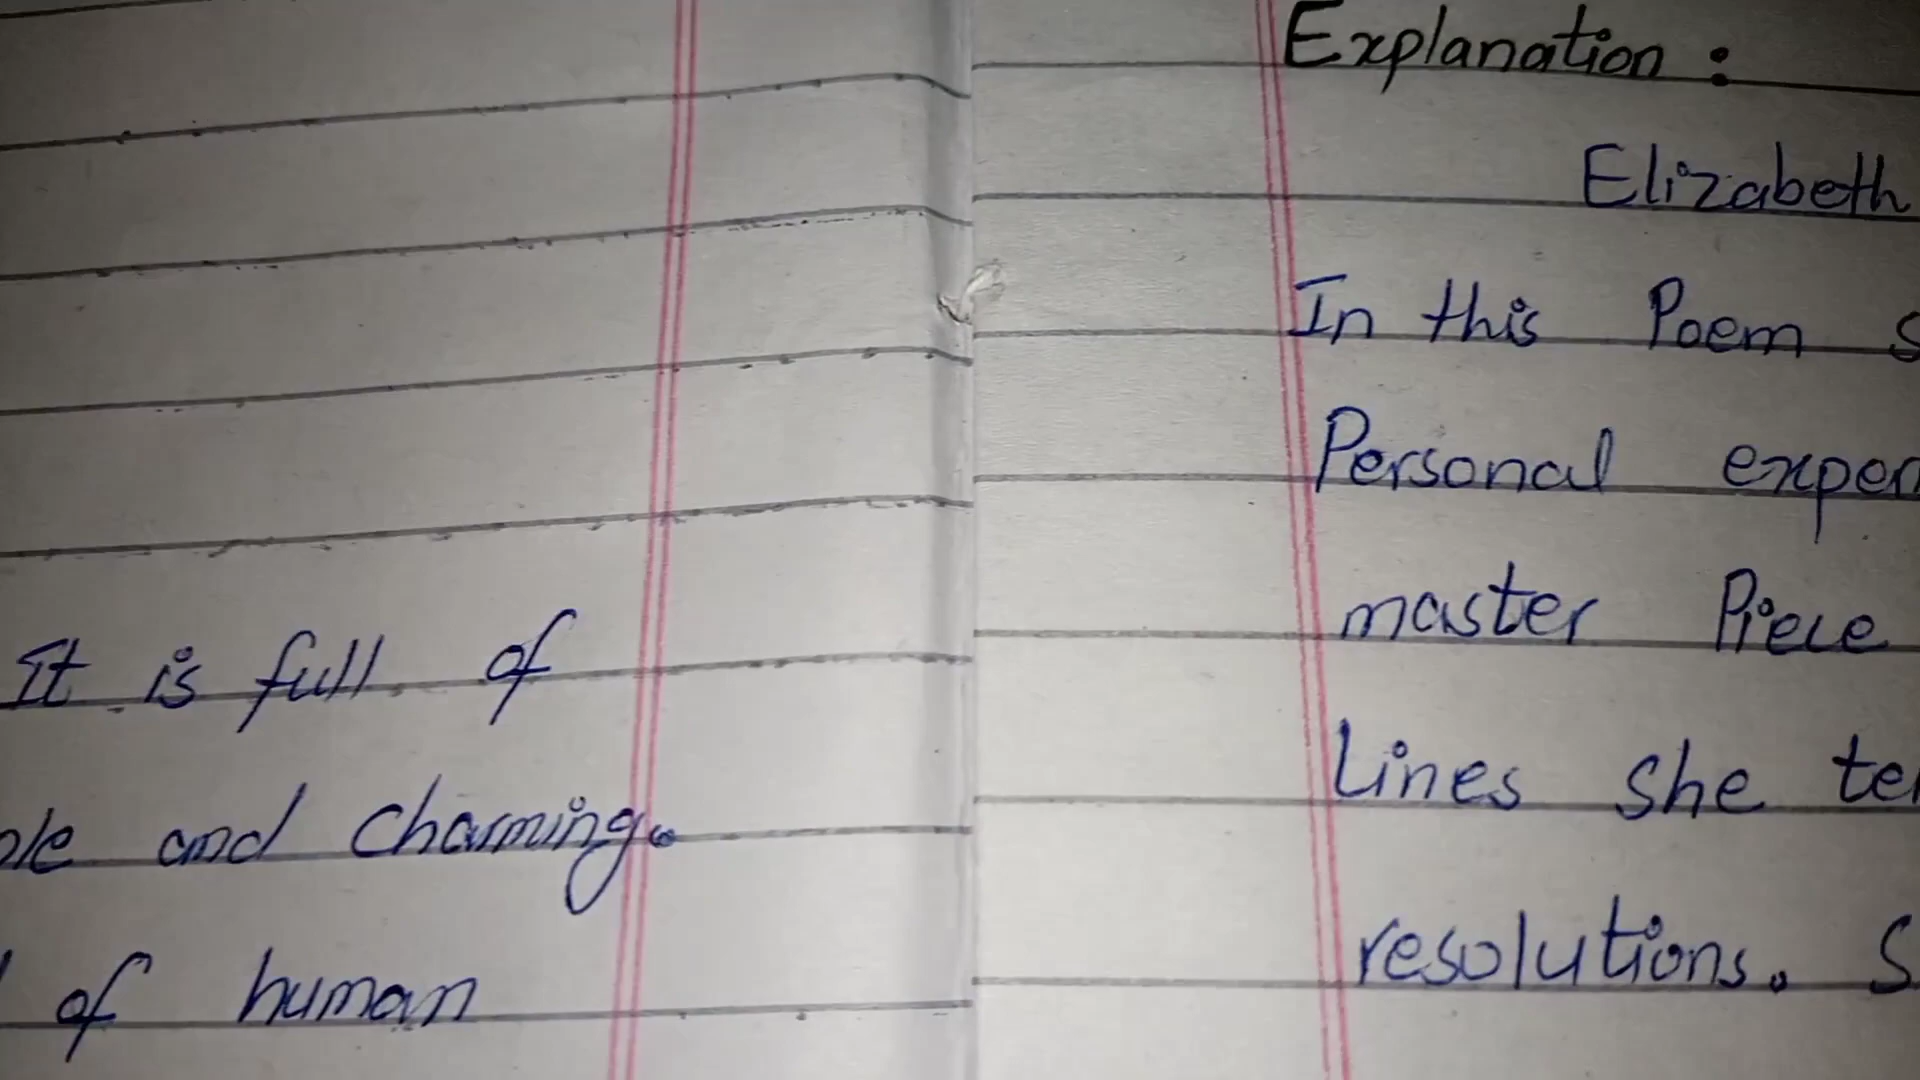 It is full of
and Charming.
of human
Explanation :
Elizabeth
In this Poem
Personal
master Piece
Lines she
resolutions.